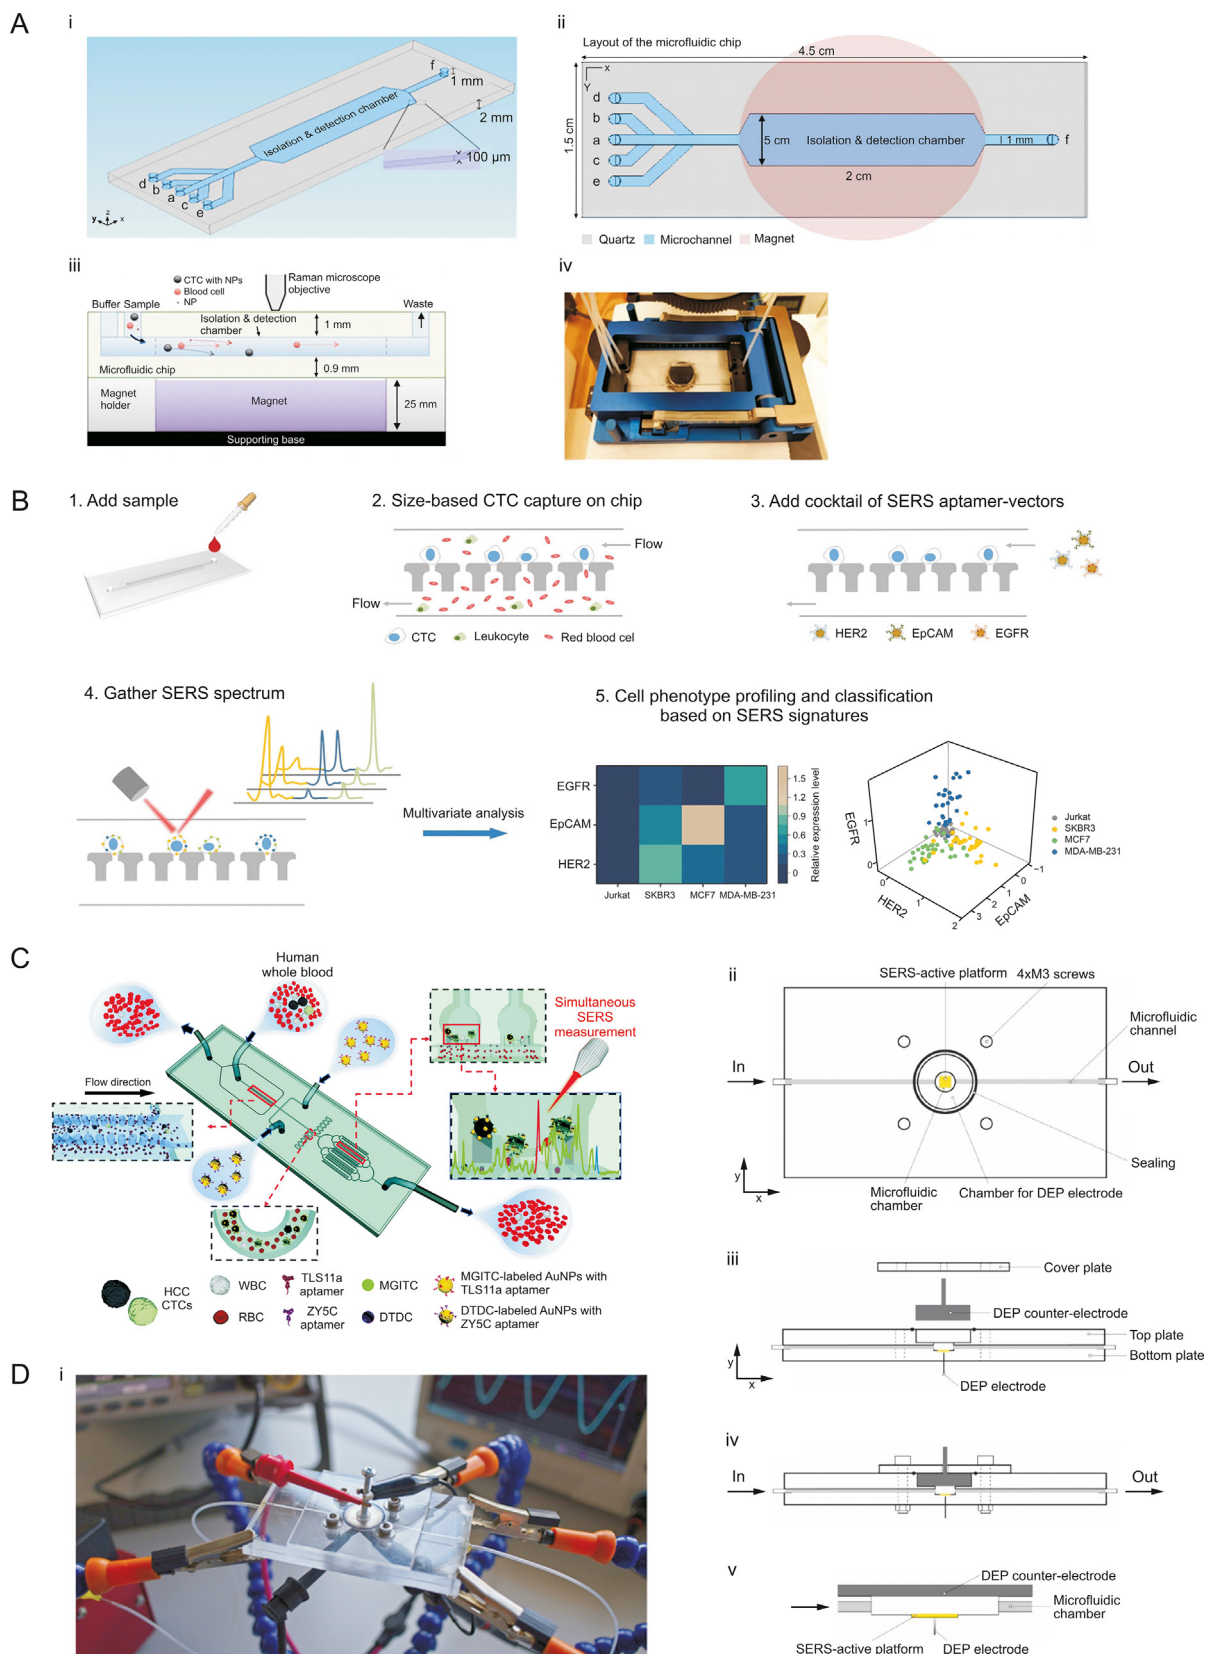 A
i
f
1 mm
2 mm
Isolation & detection chamber
100 µm
d
b
a
c
e
z
y
x
ii
Layout of the microfluidic chip
4.5 cm
x
Y
1.5 cm
d
b
a
c
e
5 cm
Isolation & detection chamber
1 mm
f
2 cm
Quartz
Microchannel
Magnet
iii
CTC with NPs
Blood cell
NP
Raman microscope
objective
Buffer Sample
Waste
Isolation & detection
chamber
1 mm
Microfluidic chip
0.9 mm
Magnet
holder
Magnet
25 mm
Supporting base
iv
B
1. Add sample
2. Size-based CTC capture on chip
Flow
Flow
CTC
Leukocyte
Red blood cel
3. Add cocktail of SERS aptamer-vectors
HER2
EpCAM
EGFR
4. Gather SERS spectrum
Multivariate analysis
5. Cell phenotype profiling and classification
based on SERS signatures
EGFR
EpCAM
HER2
Jurkat
SKBR3
MCF7
MDA-MB-231
1.5
1.2
0.9
0.6
0.3
0
Relative expression level
EGFR
1
0
0
1
2
HER2
3
2
1
0
−1
EpCAM
Jurkat
SKBR3
MCF7
MDA-MB-231
C
Human
whole blood
Simultaneous
SERS
measurement
Flow direction
HCC
CTCs
WBC
RBC
TLS11a
aptamer
ZY5C
aptamer
MGITC
DTDC
MGITC-labeled AuNPs with
TLS11a aptamer
DTDC-labeled AuNPs with
ZY5C aptamer
D
i
ii
SERS-active platform
4xM3 screws
Microfluidic
channel
In
Out
Sealing
Microfluidic
chamber
Chamber for DEP electrode
y
x
iii
Cover plate
DEP counter-electrode
Top plate
Bottom plate
DEP electrode
y
x
iv
In
Out
v
DEP counter-electrode
Microfluidic
chamber
SERS-active platform
DEP electrode